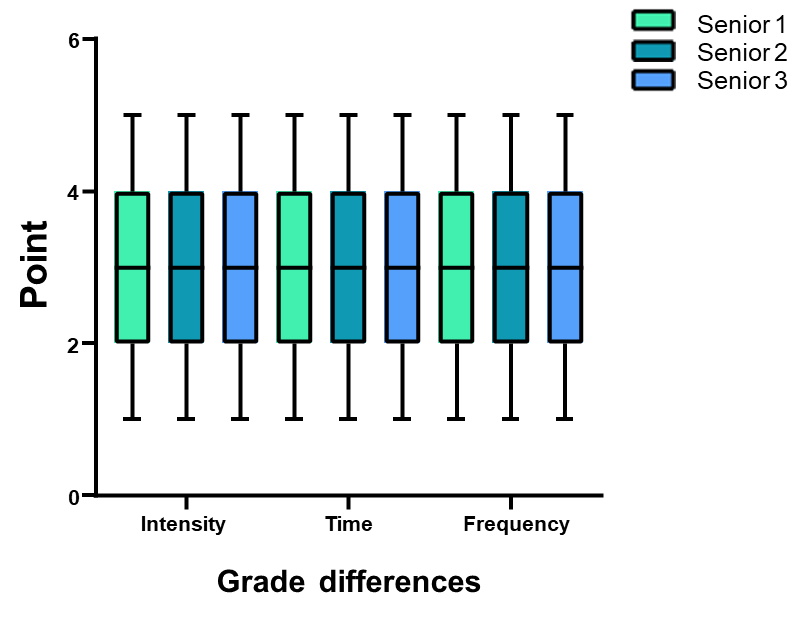 Senior 1
Senior 2
Senior 3
6
4
2
0
Point
Intensity
Time
Frequency
Grade differences